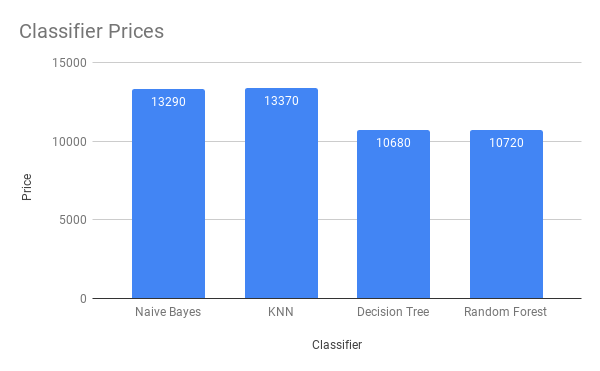 Classifier Prices
15000
10000
5000
0
Price
13290
13370
10680
10720
Naive Bayes
KNN
Decision Tree
Random Forest
Classifier